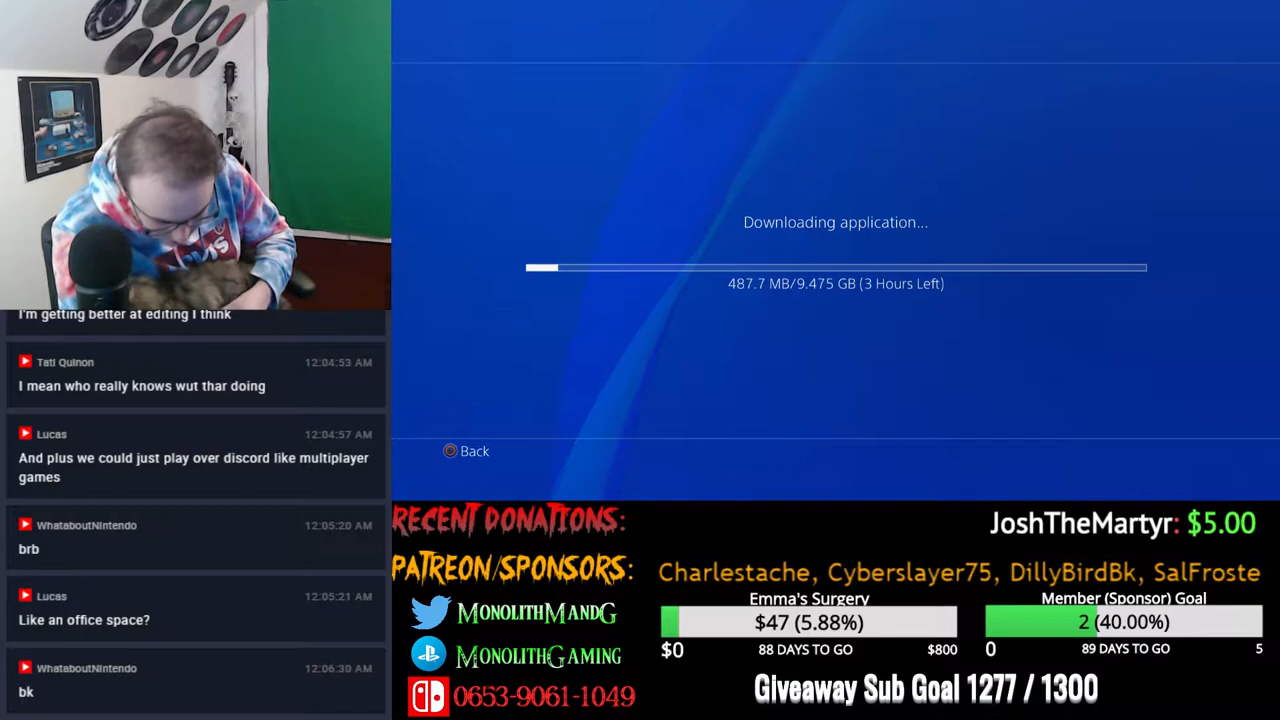 I'm getting better at editing I think
Tati Quinon 12:04:53 AM
I mean who really knows wut thar doing
Lucas 12:04:57 AM
And plus we could just play over discord like multiplayer
games
WhataboutNintendo 12:05:20 AM
brb
Lucas 12:05:21 AM
Like an office space?
WhataboutNintendo 12:06:30 AM
bk
Downloading application...
487.7 MB/9.475 GB (3 Hours Left)
Back
RECENT DONATIONS: JoshTheMartyr: $5.00
PATREON/SPONSORS: Charlestache, Cyberslayer75, DillyBirdBk, SalFroste
MonolithMandG
MonolithGaming
0653-9061-1049
Emma's Surgery
$47 (5.88%)
$0 88 DAYS TO GO $800
Member (Sponsor) Goal
2 (40.00%)
0 89 DAYS TO GO 5
Giveaway Sub Goal 1277 / 1300